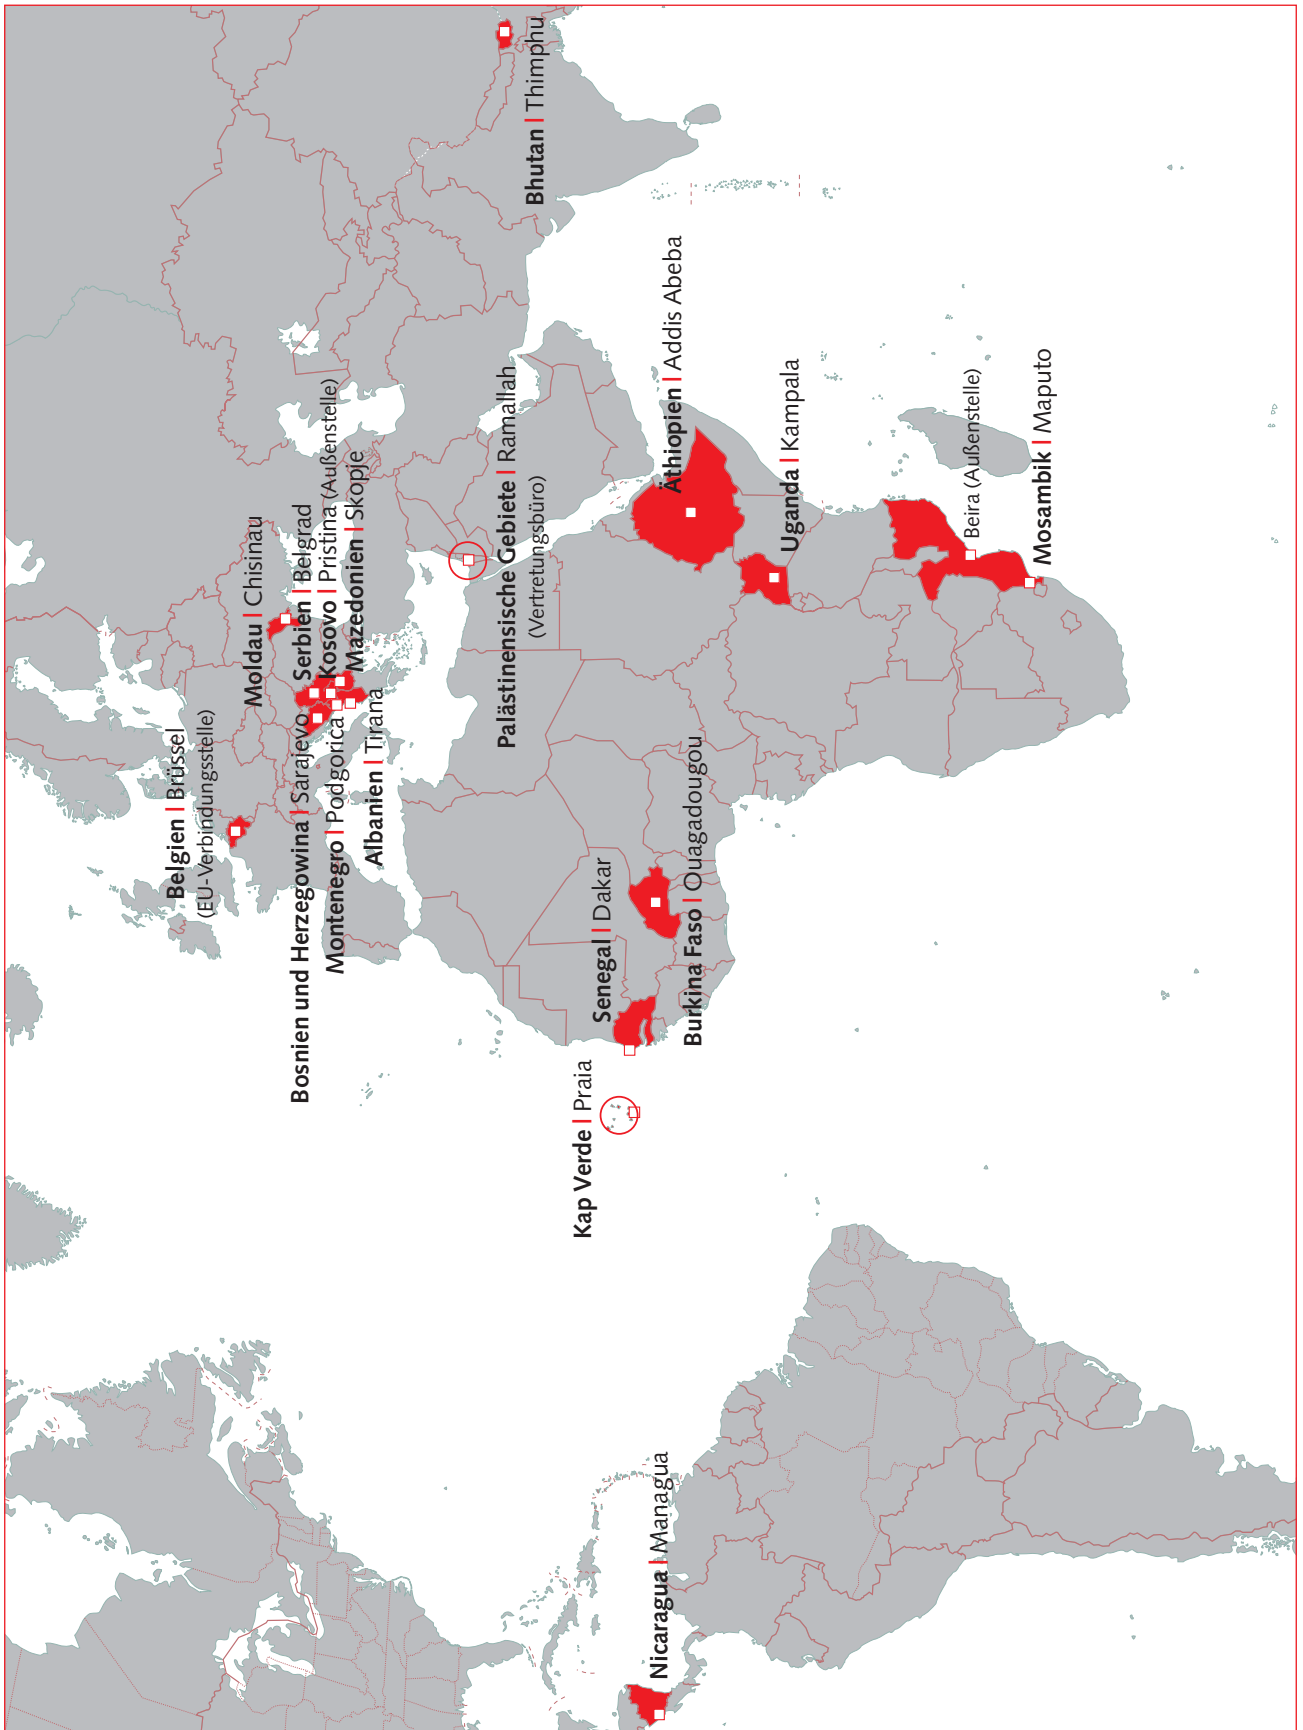 Belgien | Brüssel
(EU-Verbindungsstelle)
Moldau | Chisinau
Bosnien und Herzegowina | Sarajevo
Serbien | Belgrad
Kosovo | Pristina (Außenstelle)
Montenegro | Podgorica
Mazedonien | Skopje
Albanien | Tirana
Palästinensische Gebiete | Ramallah
(Vertretungsbüro)
Bhutan | Thimphu
Kap Verde | Praia
Senegal | Dakar
Burkina Faso | Ouagadougou
Nicaragua | Managua
Äthiopien | Addis Abeba
Uganda | Kampala
Beira (Außenstelle)
Mosambik | Maputo